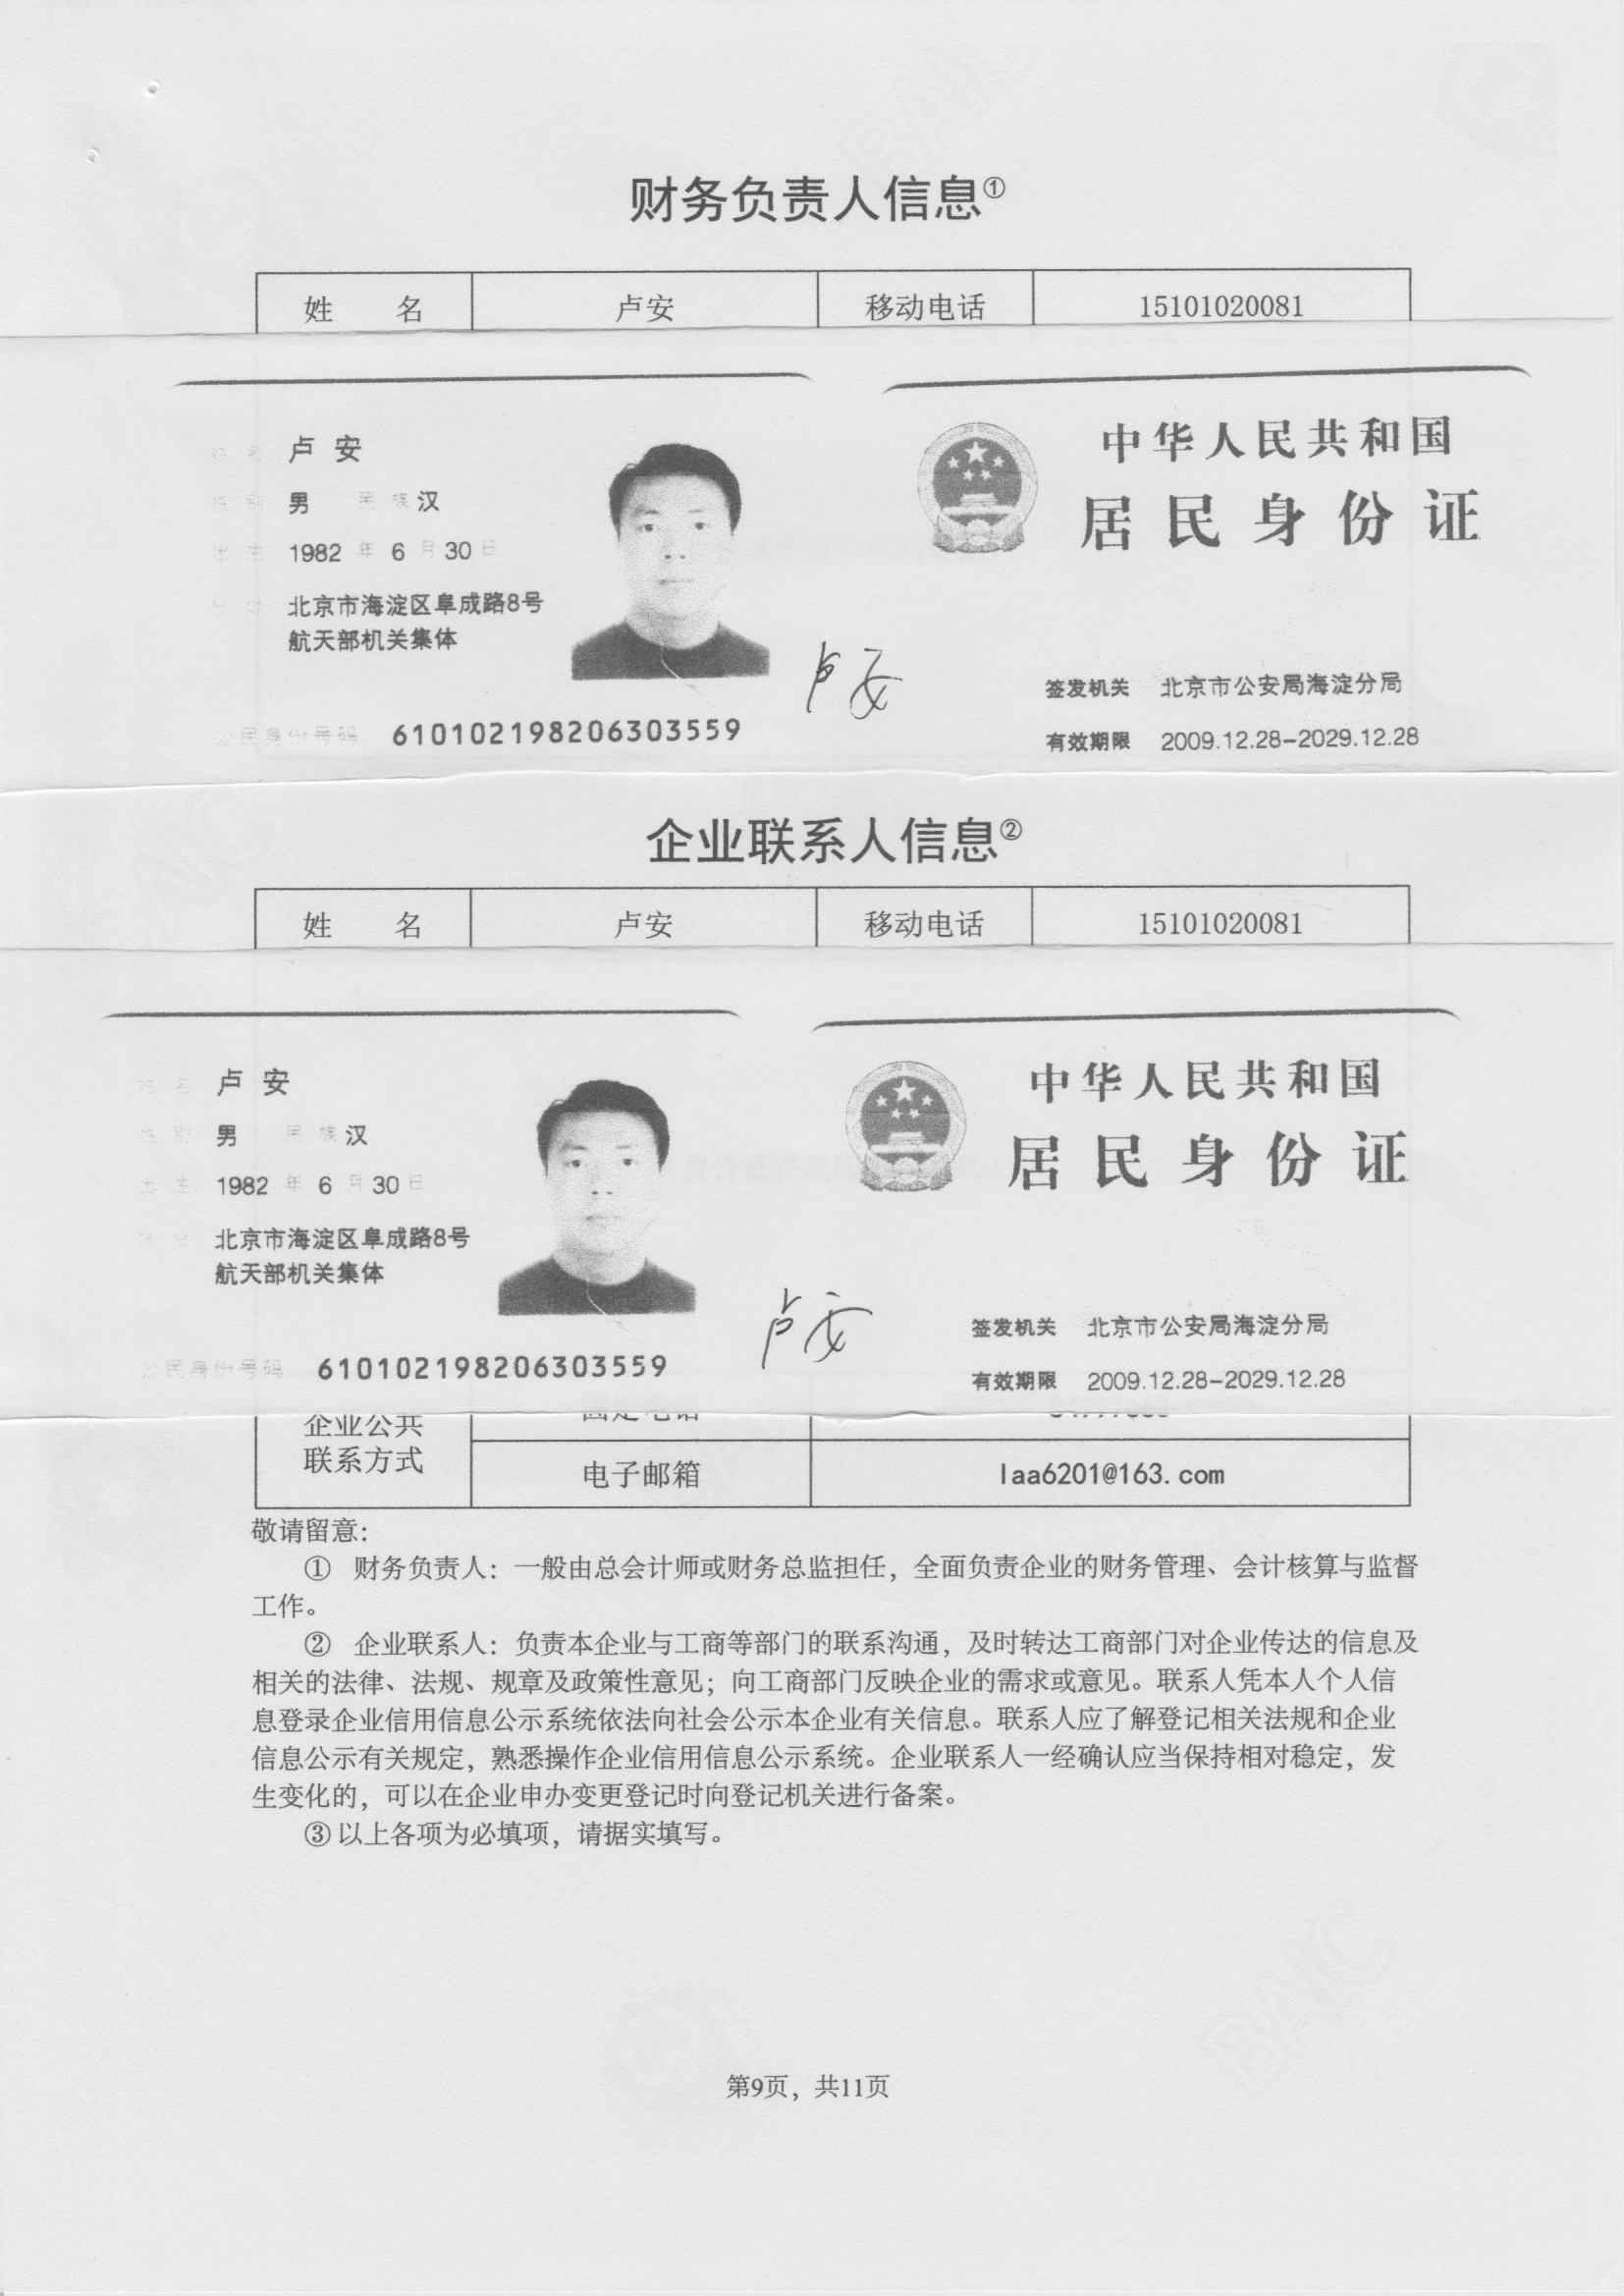 财务负责人信息①
姓 名 卢安 移动电话 15101020081
姓 名 卢 安
性 别 男 民 族 汉
出 生 1982 年 6 月 30 日
北京市海淀区阜成路8号
航天部机关集体
公民身份号码 610102198206303559
卢安
中华人民共和国
居民身份证
签发机关 北京市公安局海淀分局
有效期限 2009.12.28-2029.12.28
企业联系人信息②
姓 名 卢安 移动电话 15101020081
姓 名 卢 安
性 别 男 民 族 汉
出 生 1982 年 6 月 30 日
北京市海淀区阜成路8号
航天部机关集体
公民身份号码 610102198206303559
卢安
中华人民共和国
居民身份证
签发机关 北京市公安局海淀分局
有效期限 2009.12.28-2029.12.28
企业公共
联系方式
电子邮箱 laa6201@163.com
敬请留意：
① 财务负责人：一般由总会计师或财务总监担任，全面负责企业的财务管理、会计核算与监督
工作。
② 企业联系人：负责本企业与工商等部门的联系沟通，及时转达工商部门对企业传达的信息及
相关的法律、法规、规章及政策性意见；向工商部门反映企业的需求或意见。联系人凭本人个人信
息登录企业信用信息公示系统依法向社会公示本企业有关信息。联系人应了解登记相关法规和企业
信息公示有关规定，熟悉操作企业信用信息公示系统。企业联系人一经确认应当保持相对稳定，发
生变化的，可以在企业申办变更登记时向登记机关进行备案。
③以上各项为必填项，请据实填写。
第9页，共11页